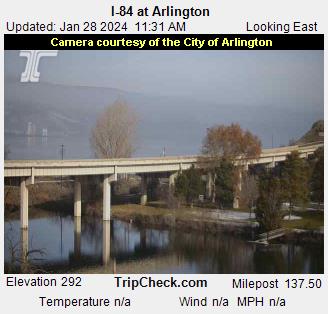 I-84 at Arlington
Updated: Jan 28 2024 11:31 AM Looking East
Camera courtesy of the City of Arlington
Elevation 292 TripCheck.com Milepost 137.50
Temperature n/a Wind n/a MPH n/a